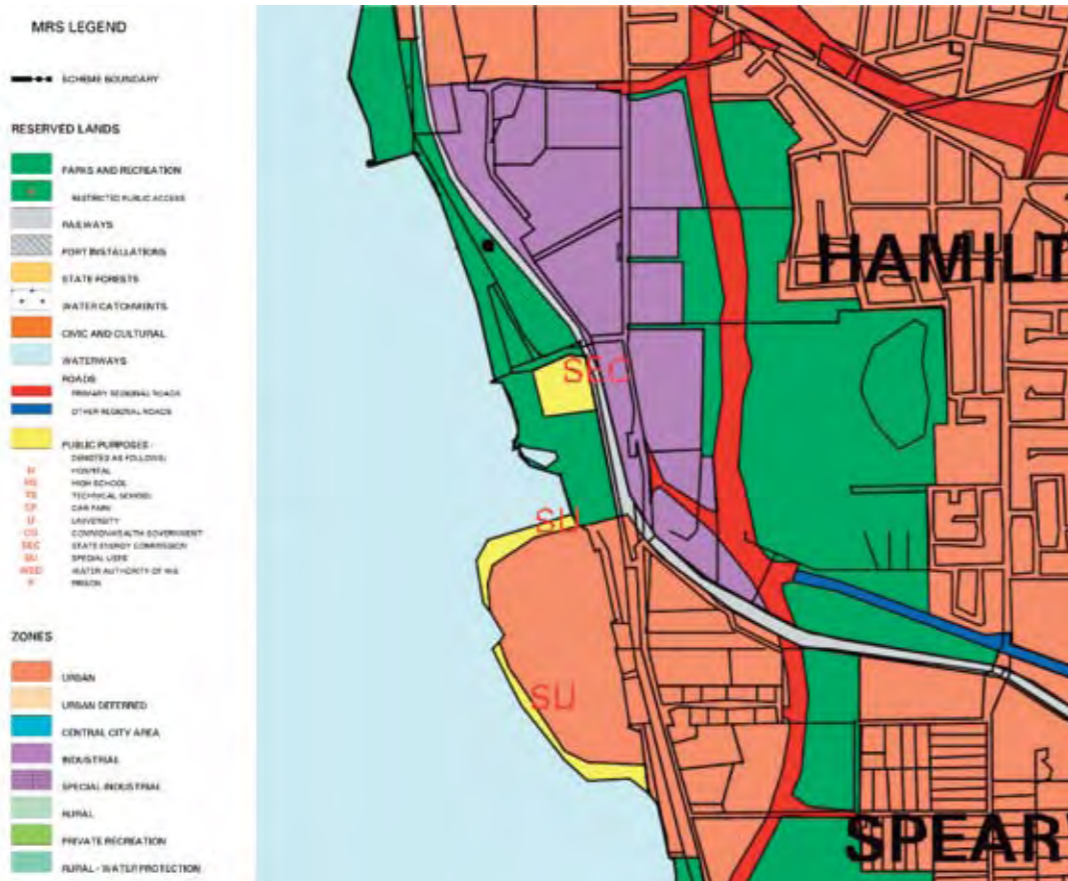 MRS LEGEND
SCHEME BOUNDARY
RESERVED LANDS
PARKS AND RECREATION
RESTRICTED PUBLIC ACCESS
RAILWAYS
PORT INSTALLATIONS
STATE FORESTS
WATER CATCHMENTS
CIVIC AND CULTURAL
WATERWAYS
ROADS
PRIMARY REGIONAL ROADS
OTHER REGIONAL ROADS
PUBLIC PURPOSES -
DENOTED AS FOLLOWS:
H HOSPITAL
HS HIGH SCHOOL
TS TECHNICAL SCHOOL
CP CAR PARK
U UNIVERSITY
CG COMMONWEALTH GOVERNMENT
SEC STATE ENERGY COMMISSION
SU SPECIAL USES
WSD WATER AUTHORITY OF WA
P PRISON
ZONES
URBAN
URBAN DEFERRED
CENTRAL CITY AREA
INDUSTRIAL
SPECIAL INDUSTRIAL
RURAL
PRIVATE RECREATION
RURAL - WATER PROTECTION
HAMILT
SEC
SU
SU
SPEARW